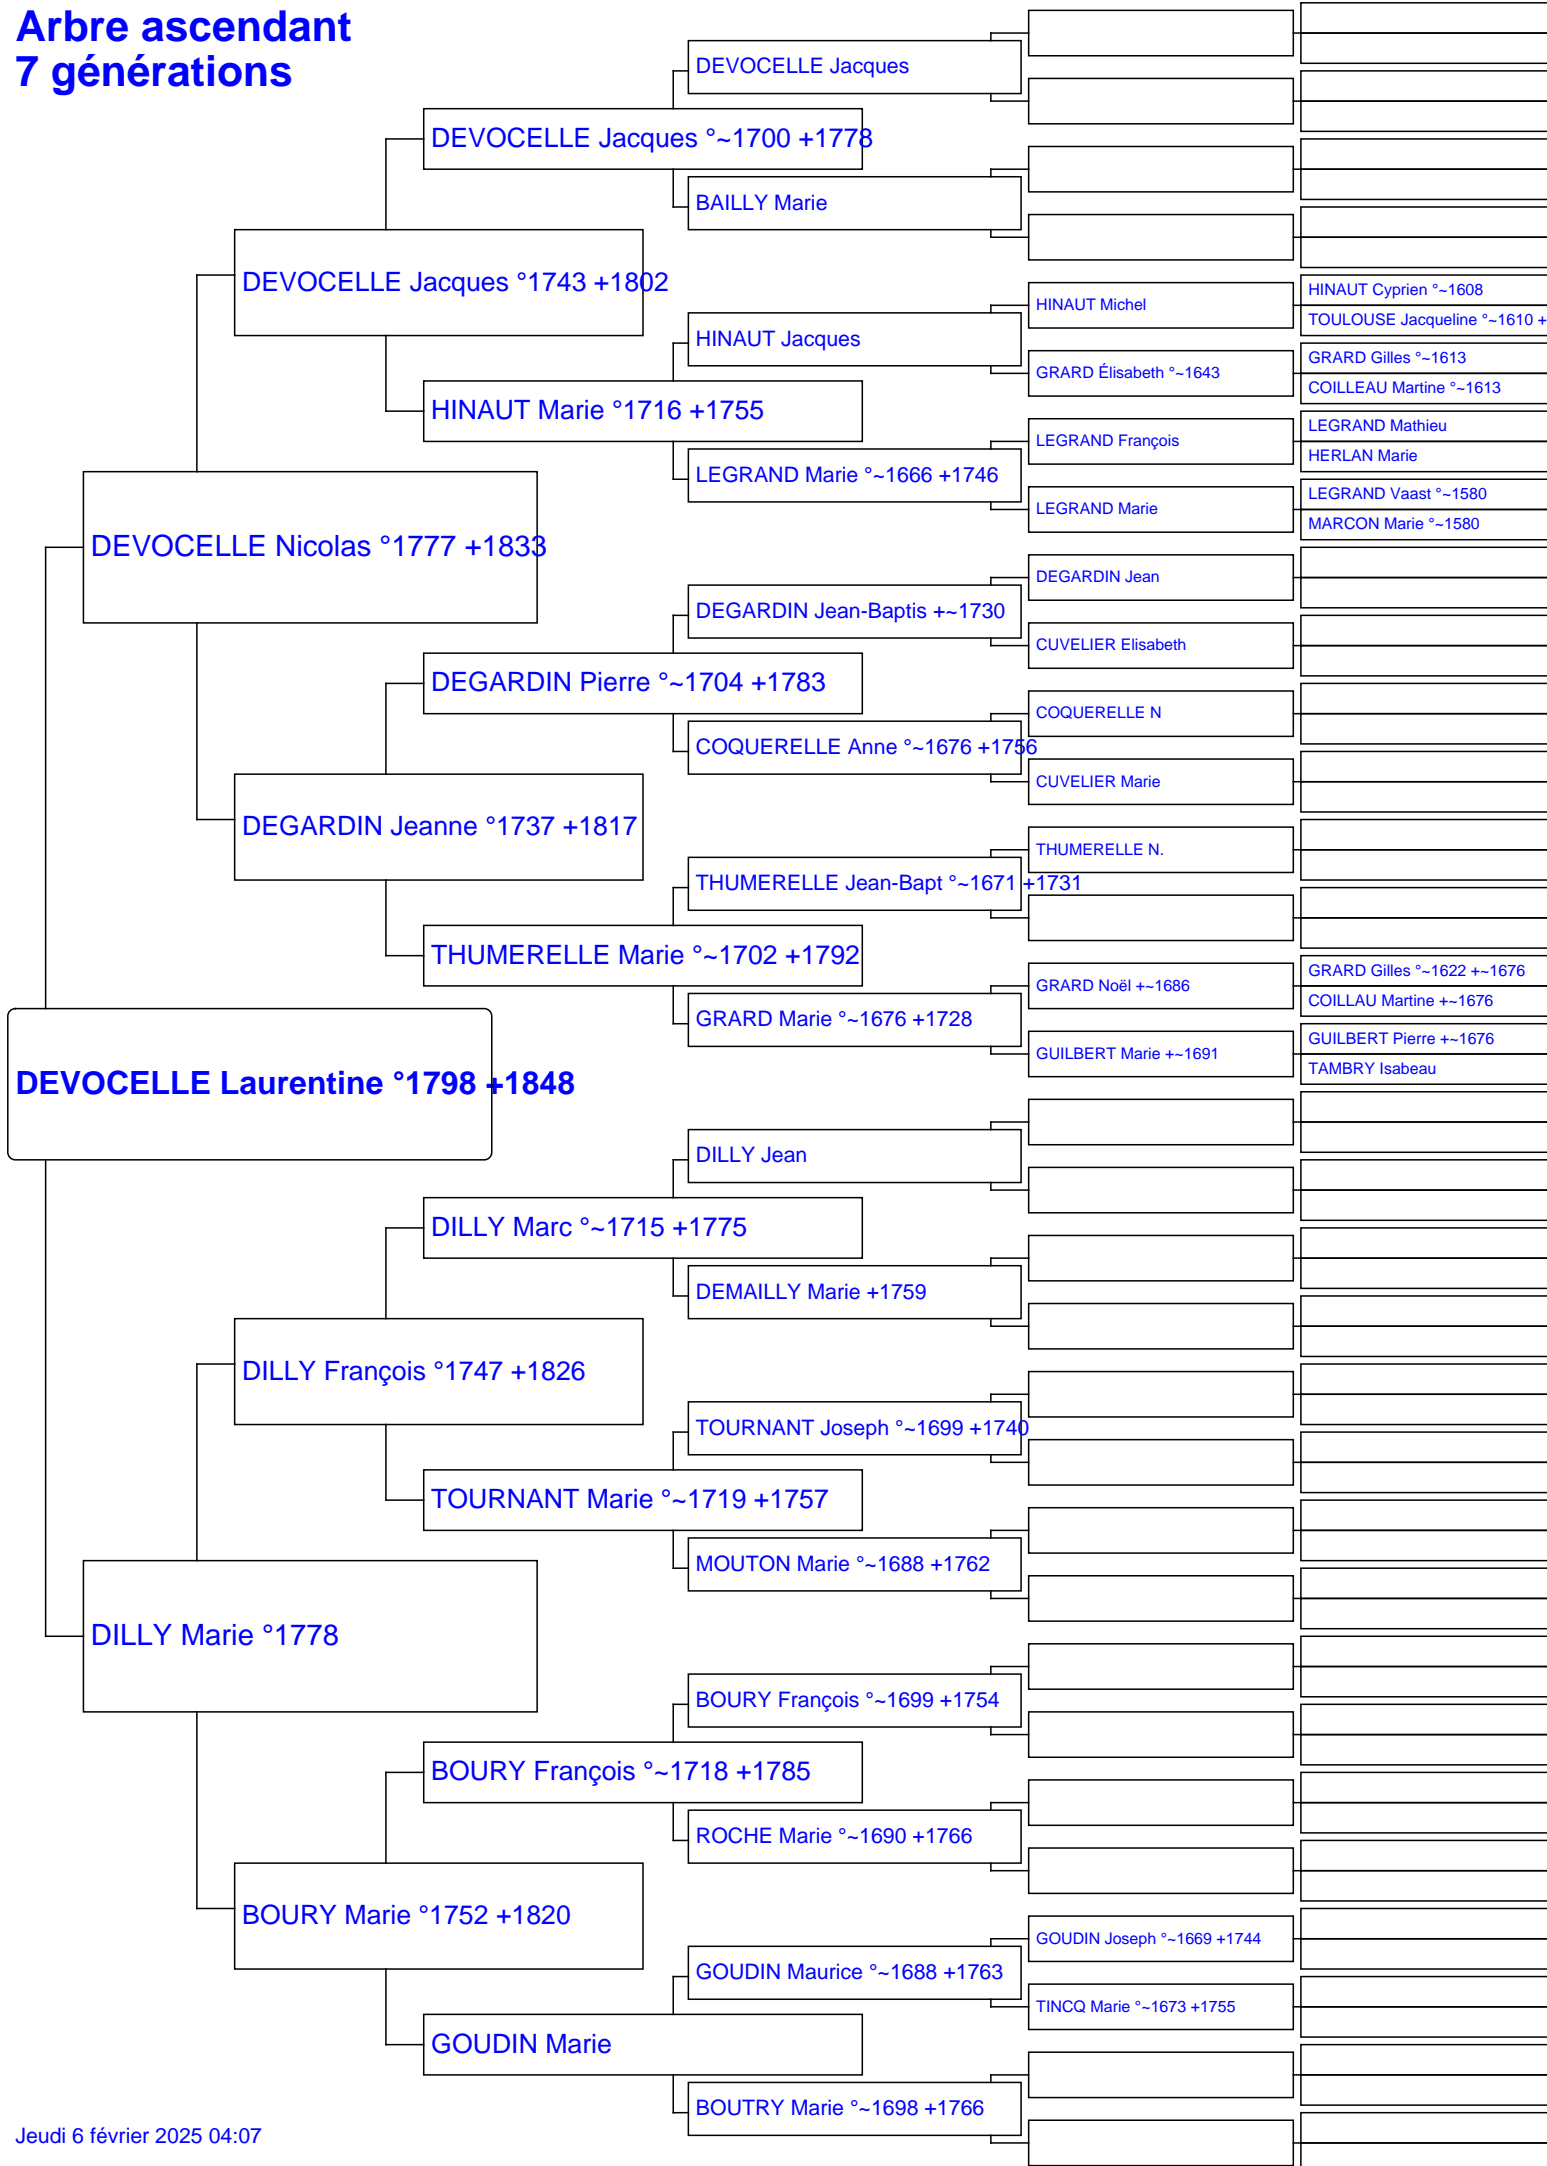 Arbre ascendant
7 générations
DEVOCELLE Jacques
DEVOCELLE Jacques °~1700 +1778
BAILLY Marie
DEVOCELLE Jacques °1743 +1802
HINAUT Cyprien °~1608
HINAUT Michel
TOULOUSE Jacqueline °~1610 +
HINAUT Jacques
GRARD Gilles °~1613
GRARD Élisabeth °~1643
COILLEAU Martine °~1613
HINAUT Marie °1716 +1755
LEGRAND Mathieu
LEGRAND François
HERLAN Marie
LEGRAND Marie °~1666 +1746
LEGRAND Vaast °~1580
LEGRAND Marie
MARCON Marie °~1580
DEVOCELLE Nicolas °1777 +1833
DEGARDIN Jean
DEGARDIN Jean-Baptis +~1730
CUVELIER Elisabeth
DEGARDIN Pierre °~1704 +1783
COQUERELLE N
COQUERELLE Anne °~1676 +1756
CUVELIER Marie
DEGARDIN Jeanne °1737 +1817
THUMERELLE N.
THUMERELLE Jean-Bapt °~1671 +1731
THUMERELLE Marie °~1702 +1792
GRARD Gilles °~1622 +~1676
GRARD Noël +~1686
COILLAU Martine +~1676
GRARD Marie °~1676 +1728
GUILBERT Pierre +~1676
GUILBERT Marie +~1691
TAMBRY Isabeau
DEVOCELLE Laurentine °1798 +1848
DILLY Jean
DILLY Marc °~1715 +1775
DEMAILLY Marie +1759
DILLY François °1747 +1826
TOURNANT Joseph °~1699 +1740
TOURNANT Marie °~1719 +1757
MOUTON Marie °~1688 +1762
DILLY Marie °1778
BOURY François °~1699 +1754
BOURY François °~1718 +1785
ROCHE Marie °~1690 +1766
BOURY Marie °1752 +1820
GOUDIN Joseph °~1669 +1744
GOUDIN Maurice °~1688 +1763
TINCQ Marie °~1673 +1755
GOUDIN Marie
BOUTRY Marie °~1698 +1766
Jeudi 6 février 2025 04:07